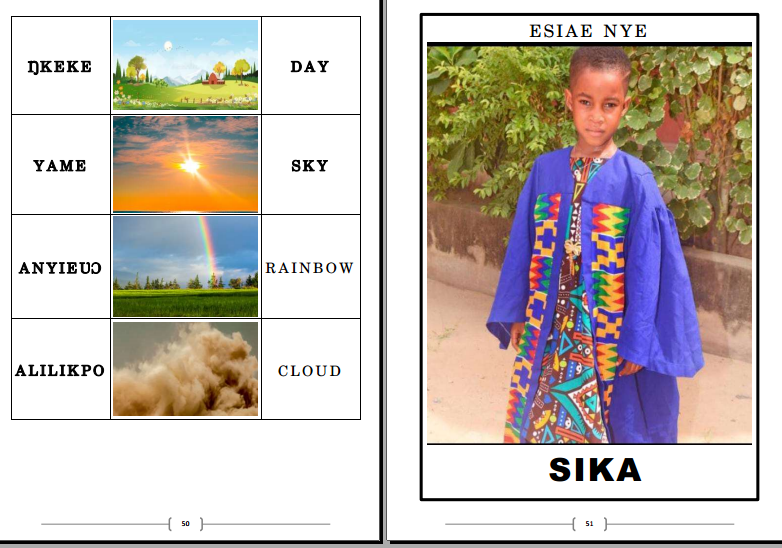 ŊKEKE DAY
YAME SKY
ANYIEUƆ RAINBOW
ALILIKPO CLOUD
50
ESIAE NYE
SIKA
51